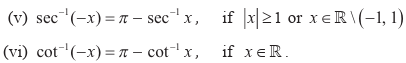 (v) sec⁻¹(−x) = π − sec⁻¹ x, if |x| ≥ 1 or x ∈ ℝ \ (−1, 1)
(vi) cot⁻¹(−x) = π − cot⁻¹ x, if x ∈ ℝ.